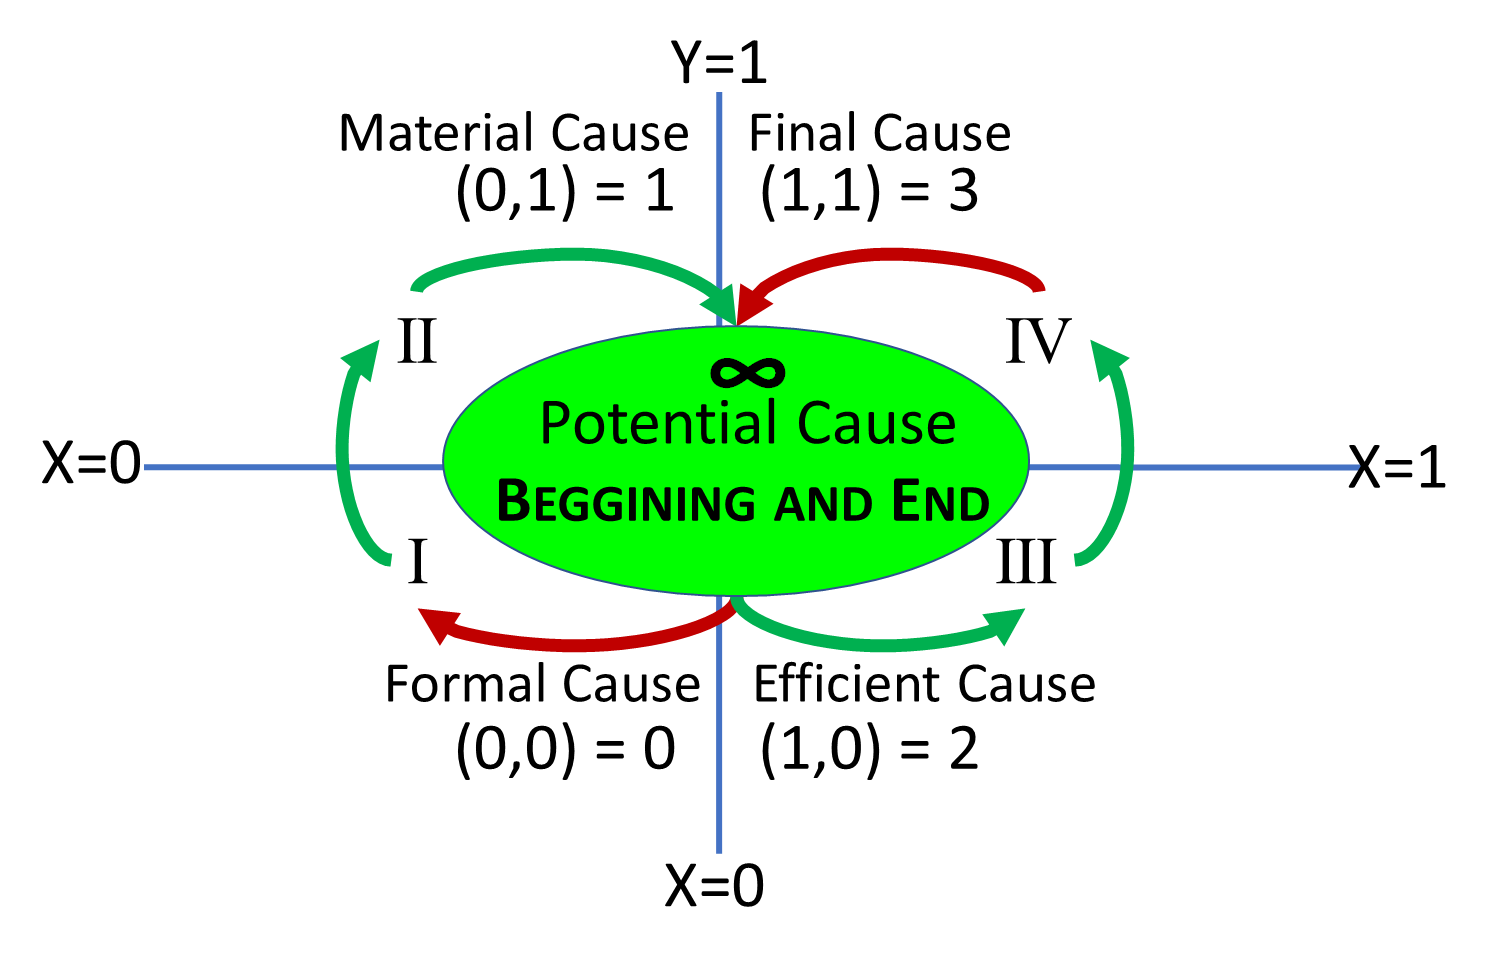 Y=1
Material Cause
(0,1) = 1
Final Cause
(1,1) = 3
II
IV
∞
Potential Cause
BEGGINING AND END
X=0
X=1
I
III
Formal Cause
(0,0) = 0
Efficient Cause
(1,0) = 2
X=0